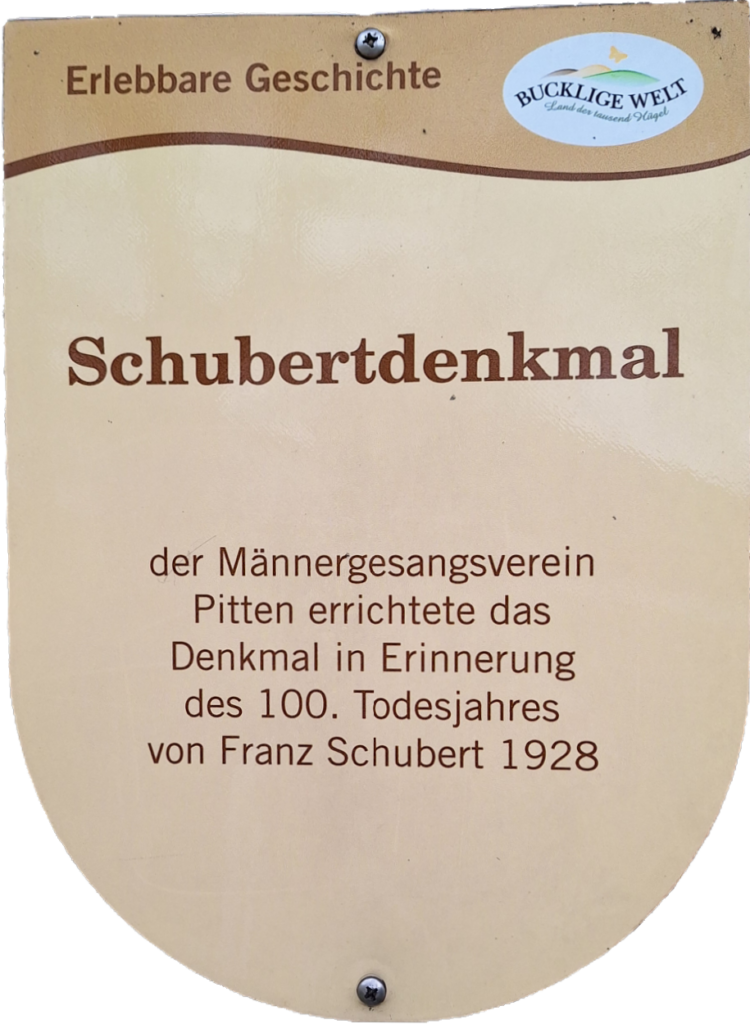 Erlebbare Geschichte
BUCKLIGE WELT
Land der tausend Hügel
Schubertdenkmal
der Männergesangsverein
Pitten errichtete das
Denkmal in Erinnerung
des 100. Todesjahres
von Franz Schubert 1928